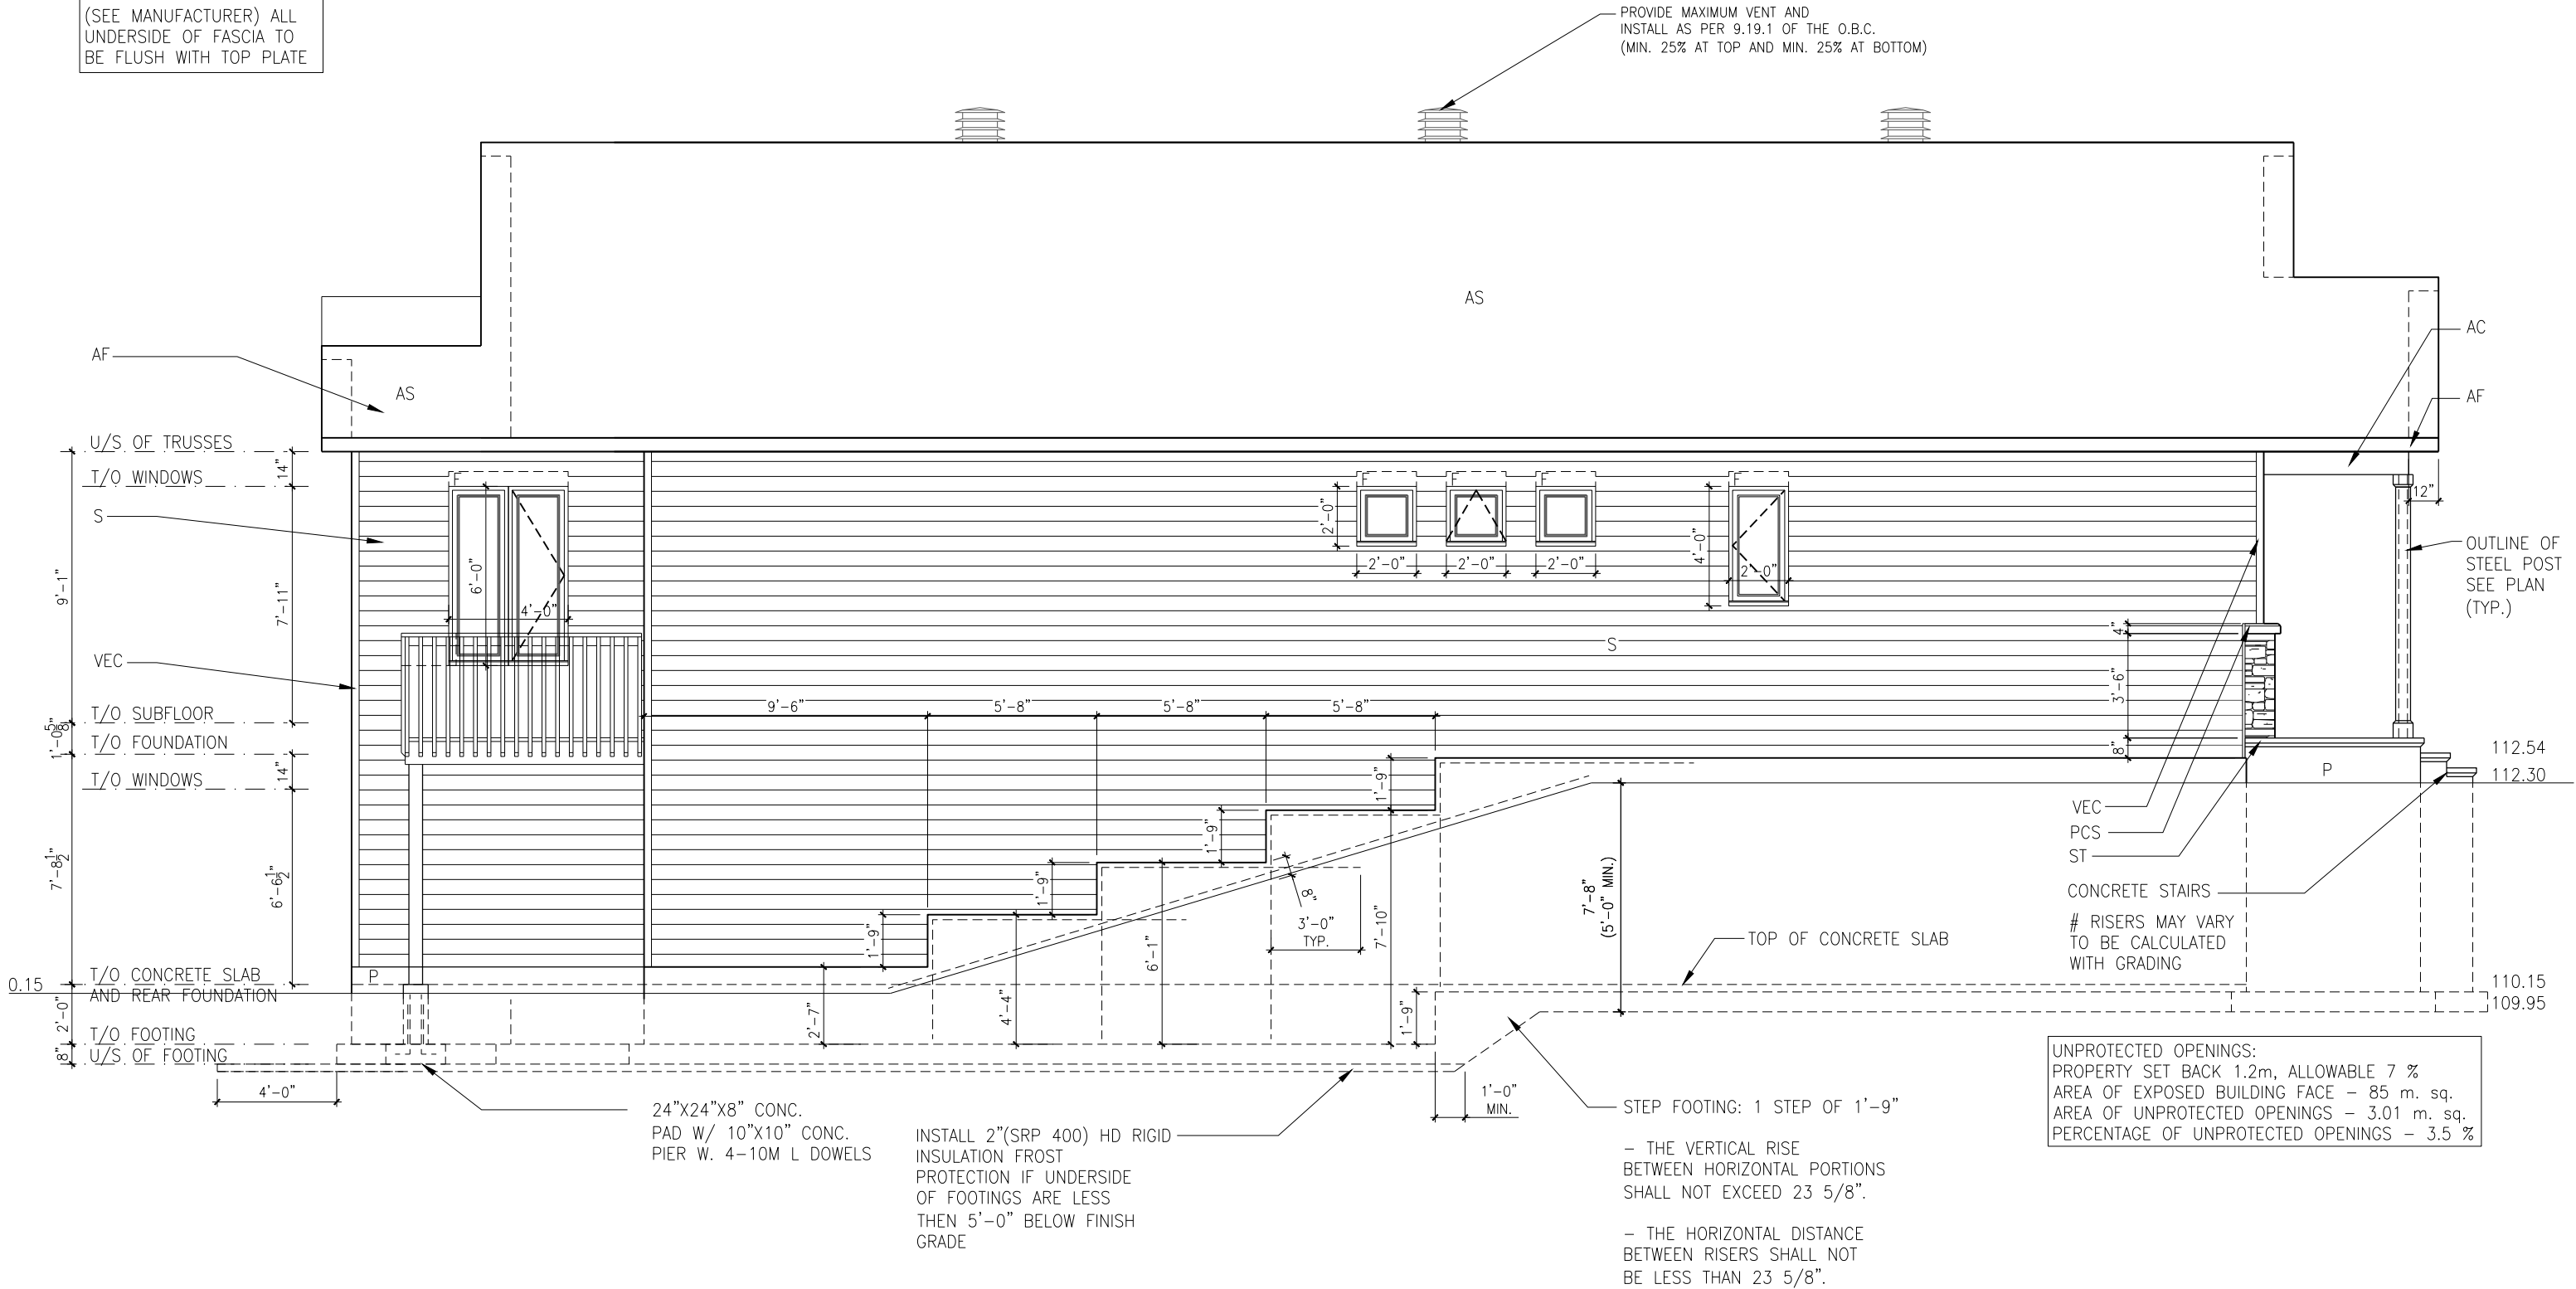 (SEE MANUFACTURER) ALL
UNDERSIDE OF FASCIA TO
BE FLUSH WITH TOP PLATE
PROVIDE MAXIMUM VENT AND
INSTALL AS PER 9.19.1 OF THE O.B.C.
(MIN. 25% AT TOP AND MIN. 25% AT BOTTOM)
AS
AC
AF
AS
AF
U/S OF TRUSSES
14"
T/O WINDOWS
F
F
F
F
F
12"
S
9'-1"
7'-11"
6'-0"
4'-0"
2'-0"
2'-0"
2'-0"
2'-0"
4'-0"
2'-0"
OUTLINE OF
STEEL POST
SEE PLAN
(TYP.)
4"
S
VEC
3'-6"
9'-6"
5'-8"
5'-8"
5'-8"
T/O SUBFLOOR
1'-0 5/8"
T/O FOUNDATION
8"
112.54
14"
T/O WINDOWS
P
112.30
1'-9"
1'-9"
1'-9"
1'-9"
VEC
PCS
ST
7'-8 1/2"
6'-6 1/2"
8"
3'-0"
TYP.
7'-8"
(5'-0" MIN.)
CONCRETE STAIRS
# RISERS MAY VARY
TO BE CALCULATED
WITH GRADING
TOP OF CONCRETE SLAB
7'-10"
6'-1"
4'-4"
2'-7"
1'-9"
T/O CONCRETE SLAB
AND REAR FOUNDATION
P
0.15
110.15
109.95
2'-0"
T/O FOOTING
8"
U/S OF FOOTING
4'-0"
1'-0"
MIN.
24"X24"X8" CONC.
PAD W/ 10"X10" CONC.
PIER W. 4-10M L DOWELS
INSTALL 2"(SRP 400) HD RIGID
INSULATION FROST
PROTECTION IF UNDERSIDE
OF FOOTINGS ARE LESS
THEN 5'-0" BELOW FINISH
GRADE
STEP FOOTING: 1 STEP OF 1'-9"
- THE VERTICAL RISE
BETWEEN HORIZONTAL PORTIONS
SHALL NOT EXCEED 23 5/8".
- THE HORIZONTAL DISTANCE
BETWEEN RISERS SHALL NOT
BE LESS THAN 23 5/8".
UNPROTECTED OPENINGS:
PROPERTY SET BACK 1.2m, ALLOWABLE 7 %
AREA OF EXPOSED BUILDING FACE - 85 m. sq.
AREA OF UNPROTECTED OPENINGS - 3.01 m. sq.
PERCENTAGE OF UNPROTECTED OPENINGS - 3.5 %